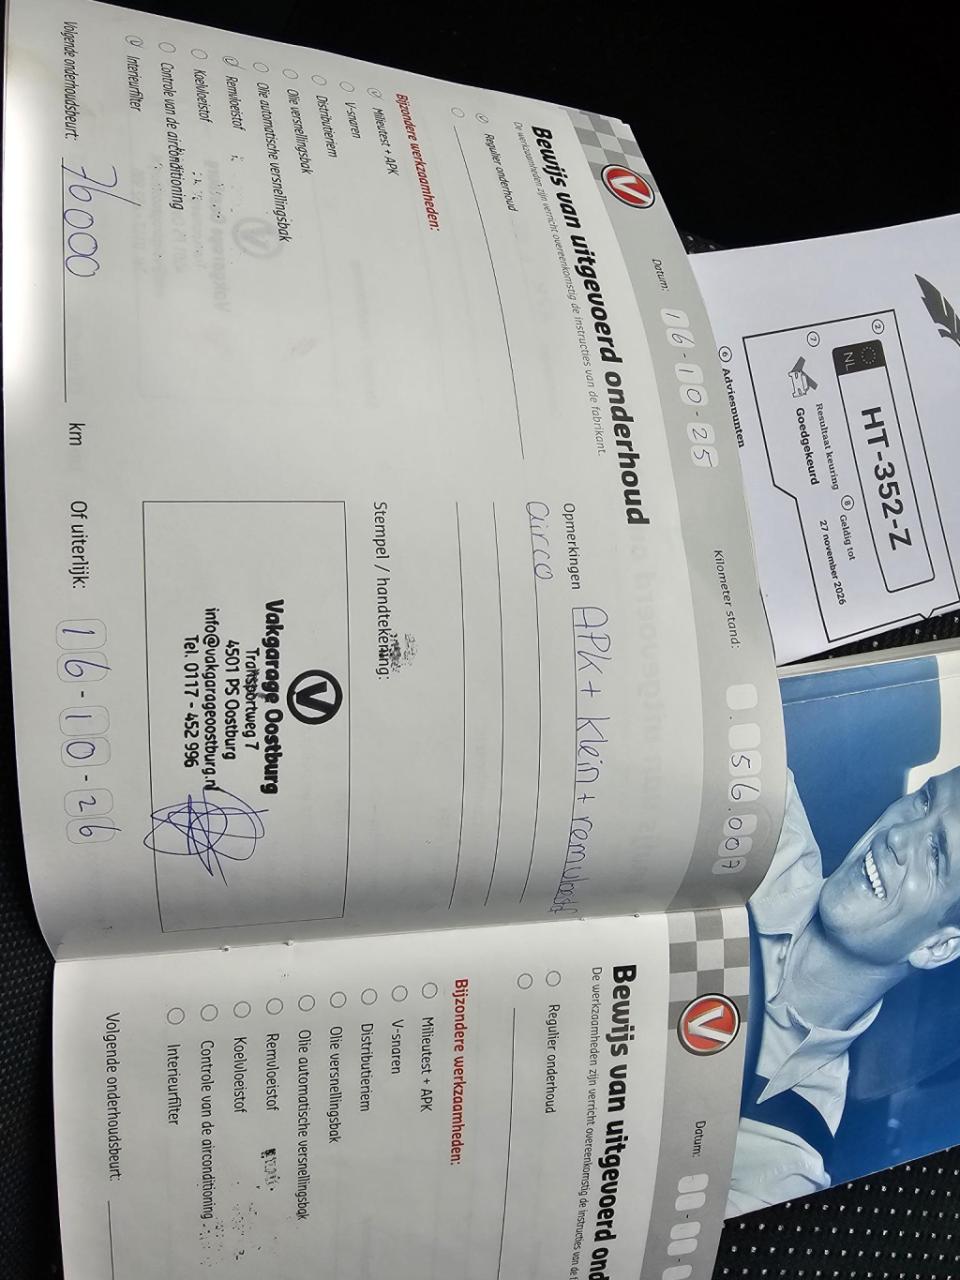 Datum: 16-10-25
Kilometer stand: 56.007
Bewijs van uitgevoerd onderhoud
De werkzaamheden zijn verricht overeenkomstig de instructies van de fabrikant.
Regulier onderhoud
Opmerkingen APK + klein + remvloeistof
airco
Bijzondere werkzaamheden:
Milieutest + APK
V-snaren
Distributieriem
Olie versnellingsbak
Olie automatische versnellingsbak
Remvloeistof
Koelvloeistof
Controle van de airconditioning
Interieurfilter
Stempel / handtekening:
Vakgarage Oostburg
Transportweg 7
4501 PS Oostburg
info@vakgarageoostburg.nl
Tel. 0117 - 452 996
Volgende onderhoudsbeurt: 76000 km Of uiterlijk: 16-10-26
2
NL
HT-352-Z
7 Resultaat keuring
Goedgekeurd
8 Geldig tot
27 november 2026
6 Adviespunten
Datum:
Bewijs van uitgevoerd ond
De werkzaamheden zijn verricht overeenkomstig de instructies van de f
Regulier onderhoud
Bijzondere werkzaamheden:
Milieutest + APK
V-snaren
Distributieriem
Olie versnellingsbak
Olie automatische versnellingsbak
Remvloeistof
Koelvloeistof
Controle van de airconditioning
Interieurfilter
Volgende onderhoudsbeurt: